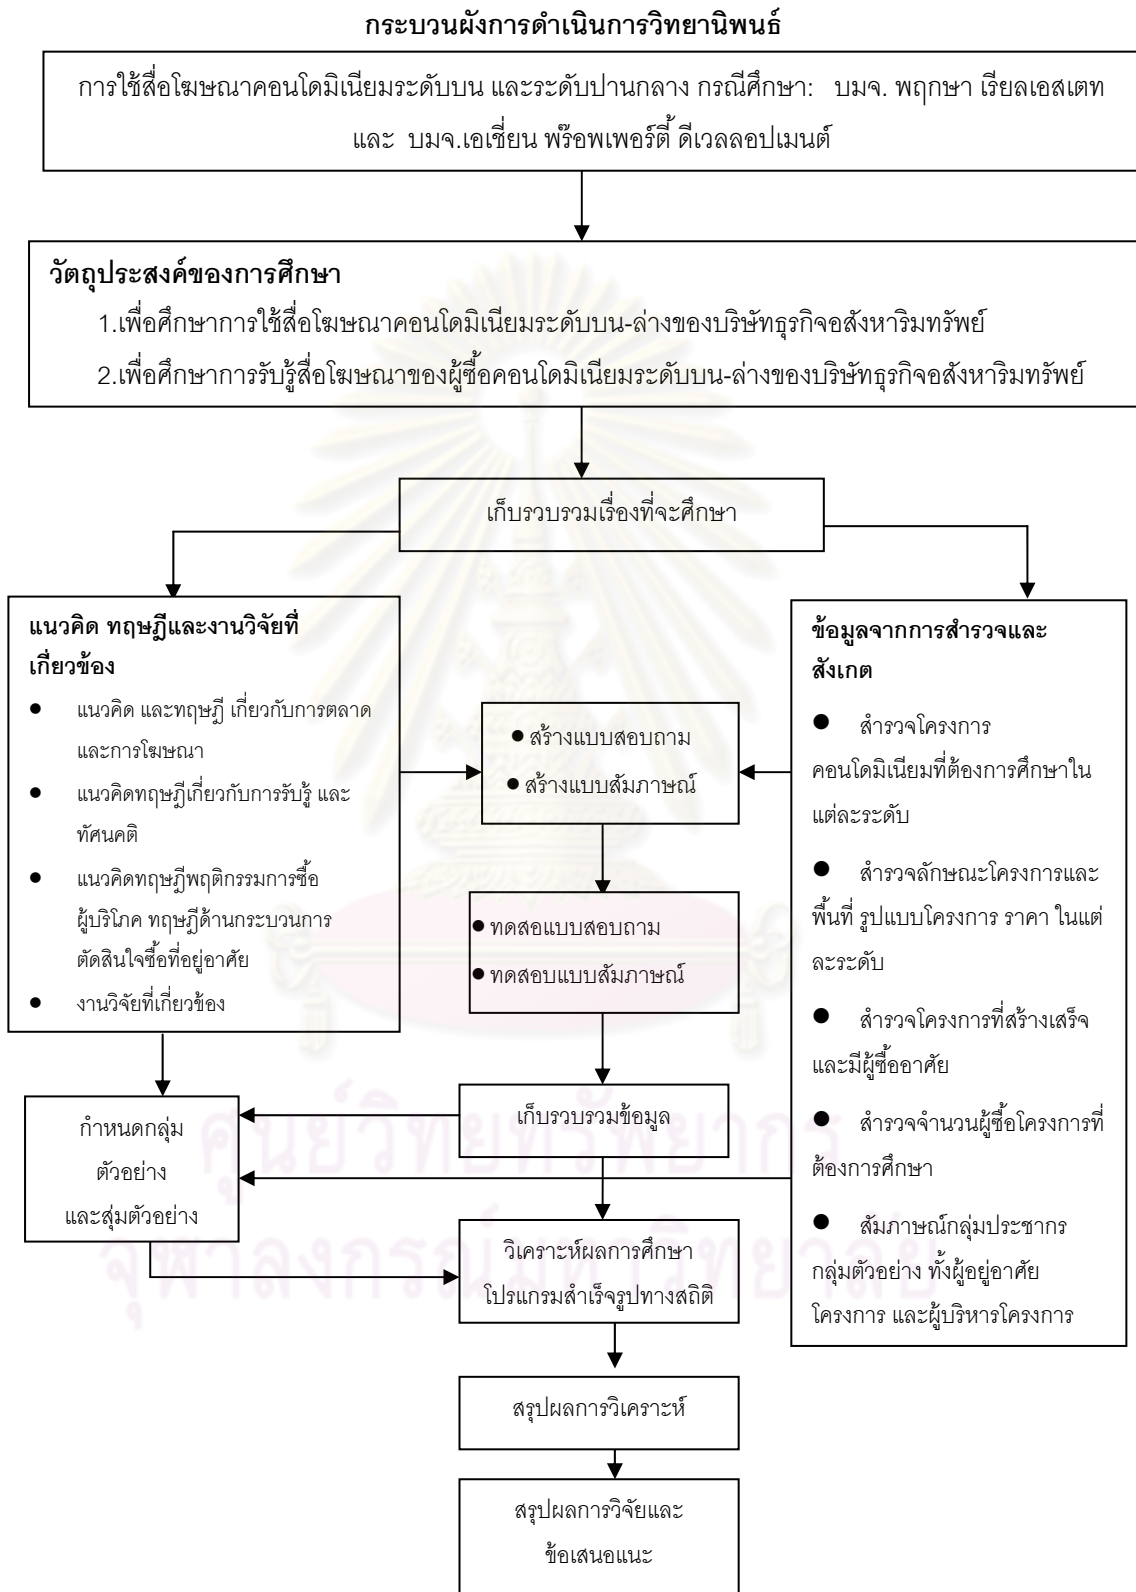 กระบวนผังการดำเนินการวิทยานิพนธ์
การใช้สื่อโฆษณาคอนโดมิเนียมระดับบน และระดับปานกลาง กรณีศึกษา: บมจ. พฤกษา เรียลเอสเตท
และ บมจ.เอเชี่ยน พร๊อพเพอร์ตี้ ดีเวลลอปเมนต์
วัตถุประสงค์ของการศึกษา
1.เพื่อศึกษาการใช้สื่อโฆษณาคอนโดมิเนียมระดับบน-ล่างของบริษัทธุรกิจอสังหาริมทรัพย์
2.เพื่อศึกษาการรับรู้สื่อโฆษณาของผู้ซื้อคอนโดมิเนียมระดับบน-ล่างของบริษัทธุรกิจอสังหาริมทรัพย์
เก็บรวบรวมเรื่องที่จะศึกษา
แนวคิด ทฤษฎีและงานวิจัยที่
เกี่ยวข้อง
● แนวคิด และทฤษฎี เกี่ยวกับการตลาด
และการโฆษณา
● แนวคิดทฤษฎีเกี่ยวกับการรับรู้ และ
ทัศนคติ
● แนวคิดทฤษฎีพฤติกรรมการซื้อ
ผู้บริโภค ทฤษฎีด้านกระบวนการ
ตัดสินใจซื้อที่อยู่อาศัย
● งานวิจัยที่เกี่ยวข้อง
● สร้างแบบสอบถาม
● สร้างแบบสัมภาษณ์
● ทดสอแบบสอบถาม
● ทดสอบแบบสัมภาษณ์
ข้อมูลจากการสำรวจและ
สังเกต
● สำรวจโครงการ
คอนโดมิเนียมที่ต้องการศึกษาใน
แต่ละระดับ
● สำรวจลักษณะโครงการและ
พื้นที่ รูปแบบโครงการ ราคา ในแต่
ละระดับ
● สำรวจโครงการที่สร้างเสร็จ
และมีผู้ซื้ออาศัย
● สำรวจจำนวนผู้ซื้อโครงการที่
ต้องการศึกษา
● สัมภาษณ์กลุ่มประชากร
กลุ่มตัวอย่าง ทั้งผู้อยู่อาศัย
โครงการ และผู้บริหารโครงการ
กำหนดกลุ่ม
ตัวอย่าง
และสุ่มตัวอย่าง
เก็บรวบรวมข้อมูล
วิเคราะห์ผลการศึกษา
โปรแกรมสำเร็จรูปทางสถิติ
สรุปผลการวิเคราะห์
สรุปผลการวิจัยและ
ข้อเสนอแนะ
ศูนย์วิทยทรัพยากร
จุฬาลงกรณ์มหาวิทยาลัย